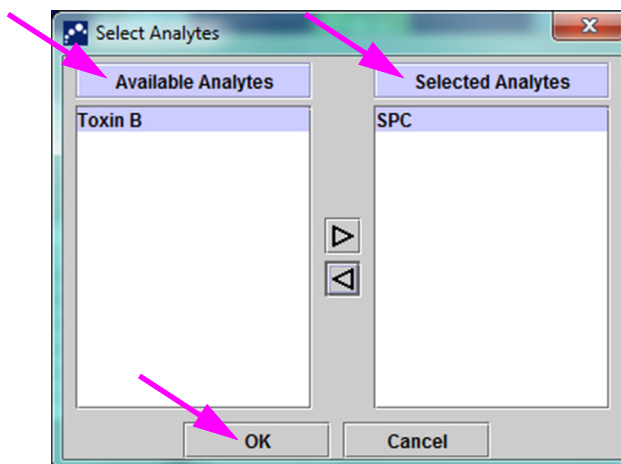 Select Analytes
Available Analytes
Selected Analytes
Toxin B
SPC
OK
Cancel